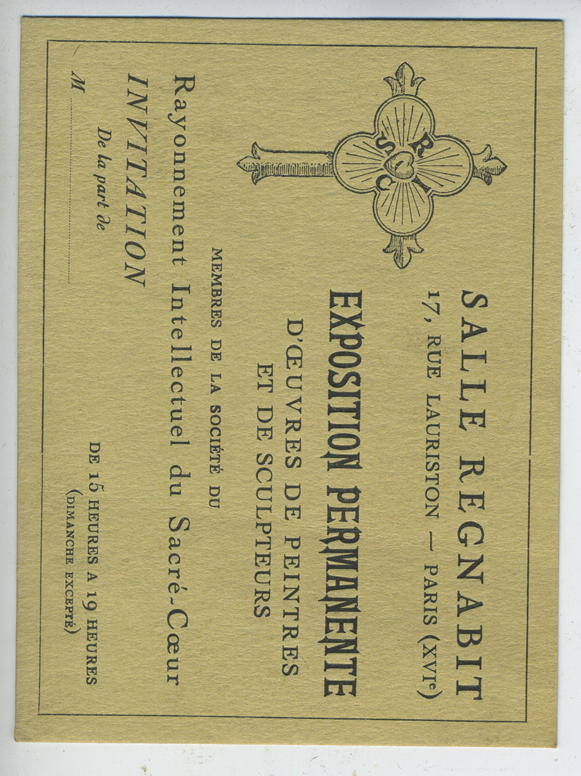 SALLE REGNABIT
17, RUE LAURISTON — PARIS (XVIe)
R I
S C
EXPOSITION PERMANENTE
D'ŒUVRES DE PEINTRES
ET DE SCULPTEURS
MEMBRES DE LA SOCIÉTÉ DU
Rayonnement Intellectuel du Sacré-Cœur
INVITATION
De la part de
M
DE 15 HEURES A 19 HEURES
(DIMANCHE EXCEPTÉ)